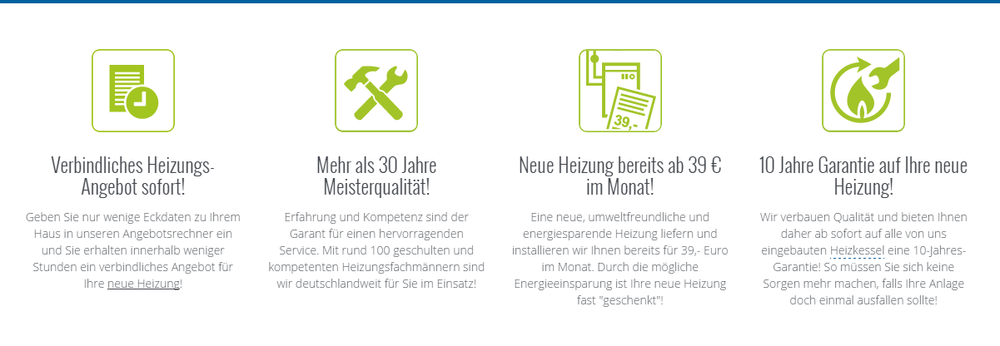 39,-
Verbindliches Heizungs-
Angebot sofort!
Geben Sie nur wenige Eckdaten zu Ihrem
Haus in unseren Angebotsrechner ein
und Sie erhalten innerhalb weniger
Stunden ein verbindliches Angebot für
Ihre neue Heizung!
Mehr als 30 Jahre
Meisterqualität!
Erfahrung und Kompetenz sind der
Garant für einen hervorragenden
Service. Mit rund 100 geschulten und
kompetenten Heizungsfachmännern sind
wir deutschlandweit für Sie im Einsatz!
Neue Heizung bereits ab 39 €
im Monat!
Eine neue, umweltfreundliche und
energiesparende Heizung liefern und
installieren wir Ihnen bereits für 39,- Euro
im Monat. Durch die mögliche
Energieeinsparung ist Ihre neue Heizung
fast "geschenkt"!
10 Jahre Garantie auf Ihre neue
Heizung!
Wir verbauen Qualität und bieten Ihnen
daher ab sofort auf alle von uns
eingebauten Heizkessel eine 10-Jahres-
Garantie! So müssen Sie sich keine
Sorgen mehr machen, falls Ihre Anlage
doch einmal ausfallen sollte!